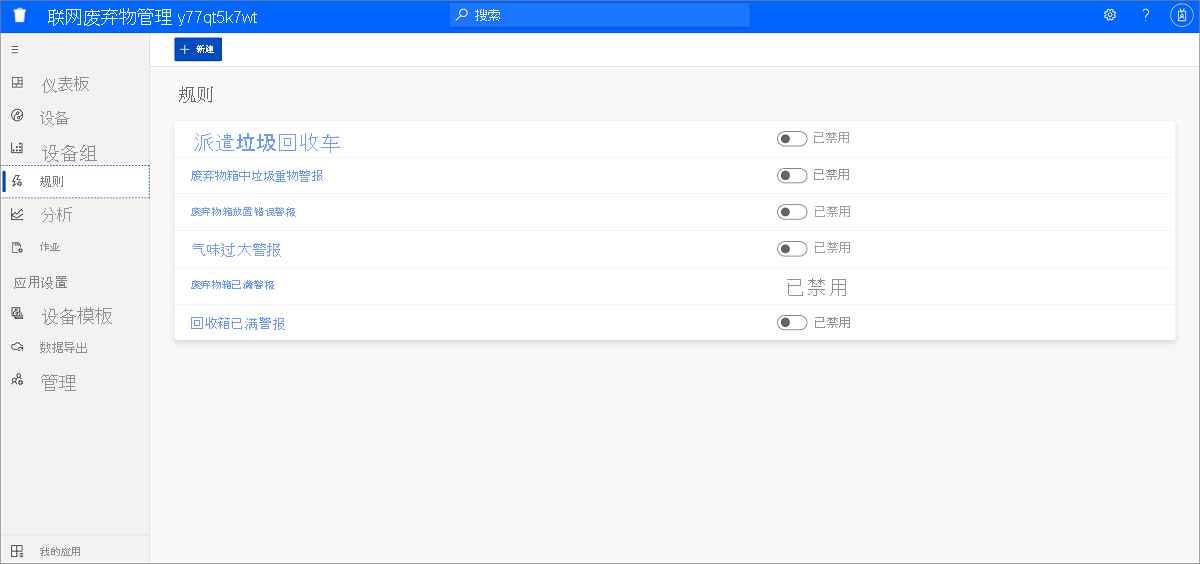 联网废弃物管理 y77qt5k7wt
搜索
?
新建
仪表板
设备
设备组
规则
分析
作业
应用设置
设备模板
数据导出
管理
我的应用
规则
派遣垃圾回收车 已禁用
废弃物箱中垃圾重物警报 已禁用
废弃物箱放置错误警报 已禁用
气味过大警报 已禁用
废弃物箱已满警报 已禁用
回收箱已满警报 已禁用